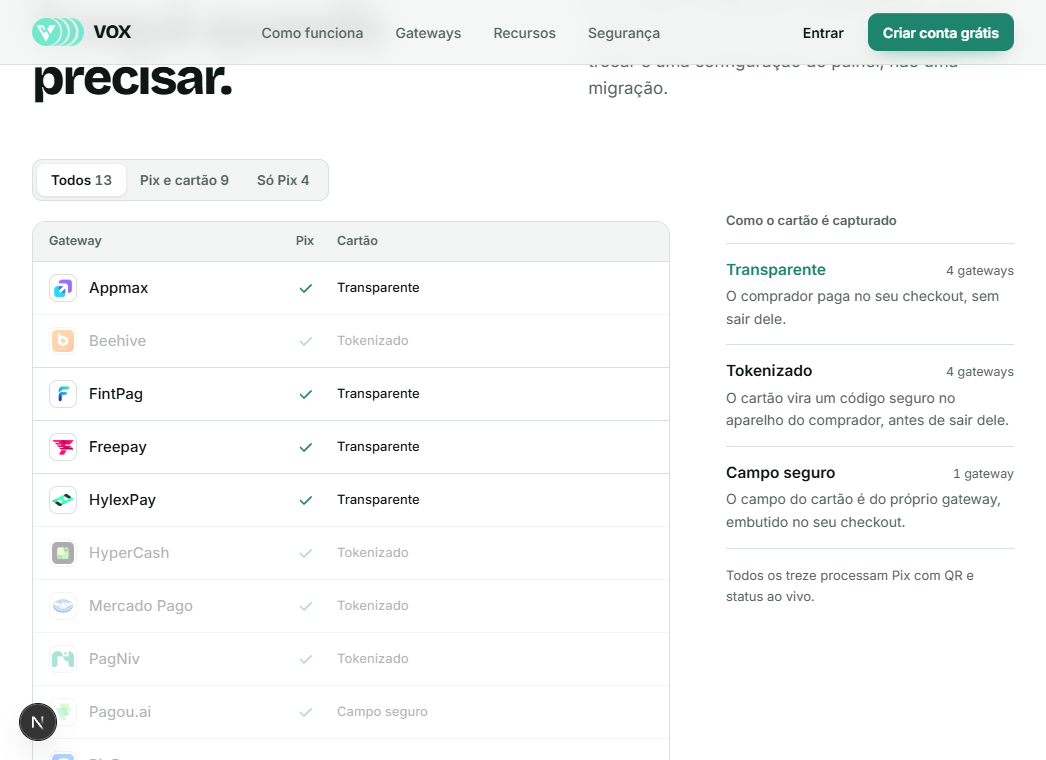 VOX
Como funciona
Gateways
Recursos
Segurança
Entrar
Criar conta grátis
precisar.
migração.
Todos 13
Pix e cartão 9
Só Pix 4
Gateway
Pix
Cartão
Appmax
Transparente
Beehive
Tokenizado
FintPag
Transparente
Freepay
Transparente
HylexPay
Transparente
HyperCash
Tokenizado
Mercado Pago
Tokenizado
PagNiv
Tokenizado
Pagou.ai
Campo seguro
Como o cartão é capturado
Transparente
4 gateways
O comprador paga no seu checkout, sem
sair dele.
Tokenizado
4 gateways
O cartão vira um código seguro no
aparelho do comprador, antes de sair dele.
Campo seguro
1 gateway
O campo do cartão é do próprio gateway,
embutido no seu checkout.
Todos os treze processam Pix com QR e
status ao vivo.